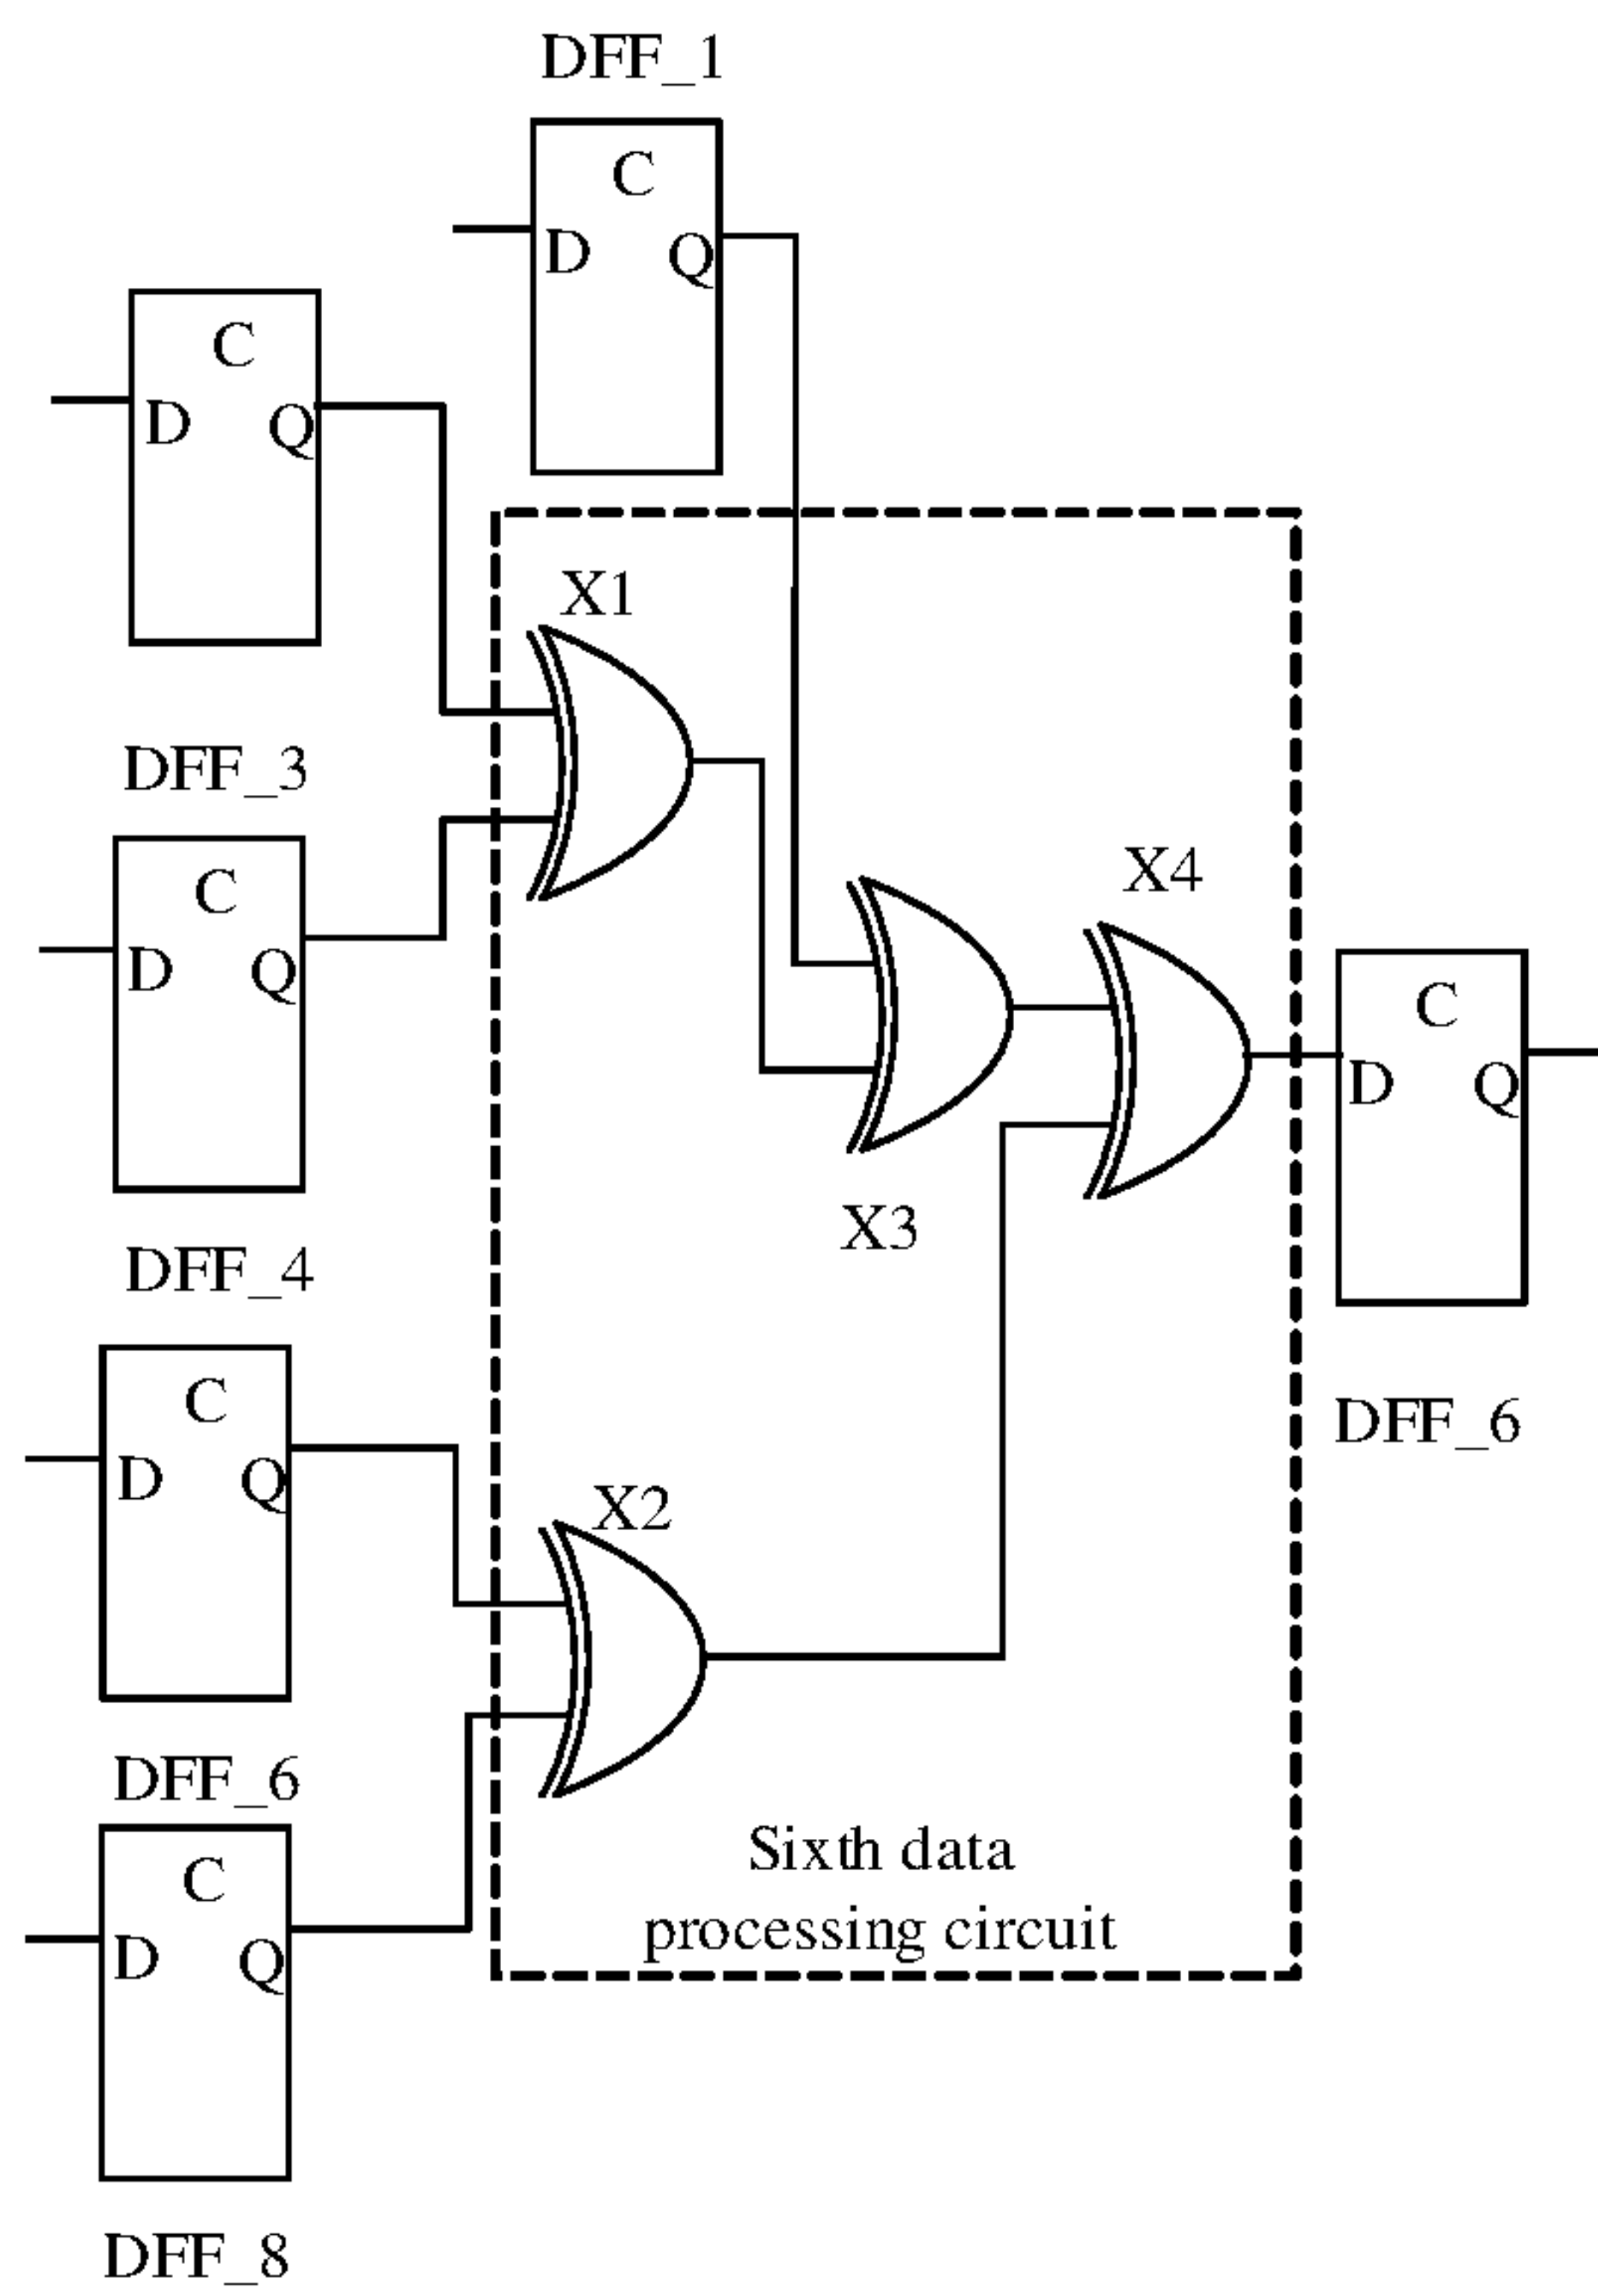 DFF_1
C
D
Q
C
D
Q
X1
DFF_3
C
D
Q
X4
C
D
Q
X3
DFF_4
C
D
Q
DFF_6
X2
DFF_6
C
D
Q
Sixth data
processing circuit
DFF_8